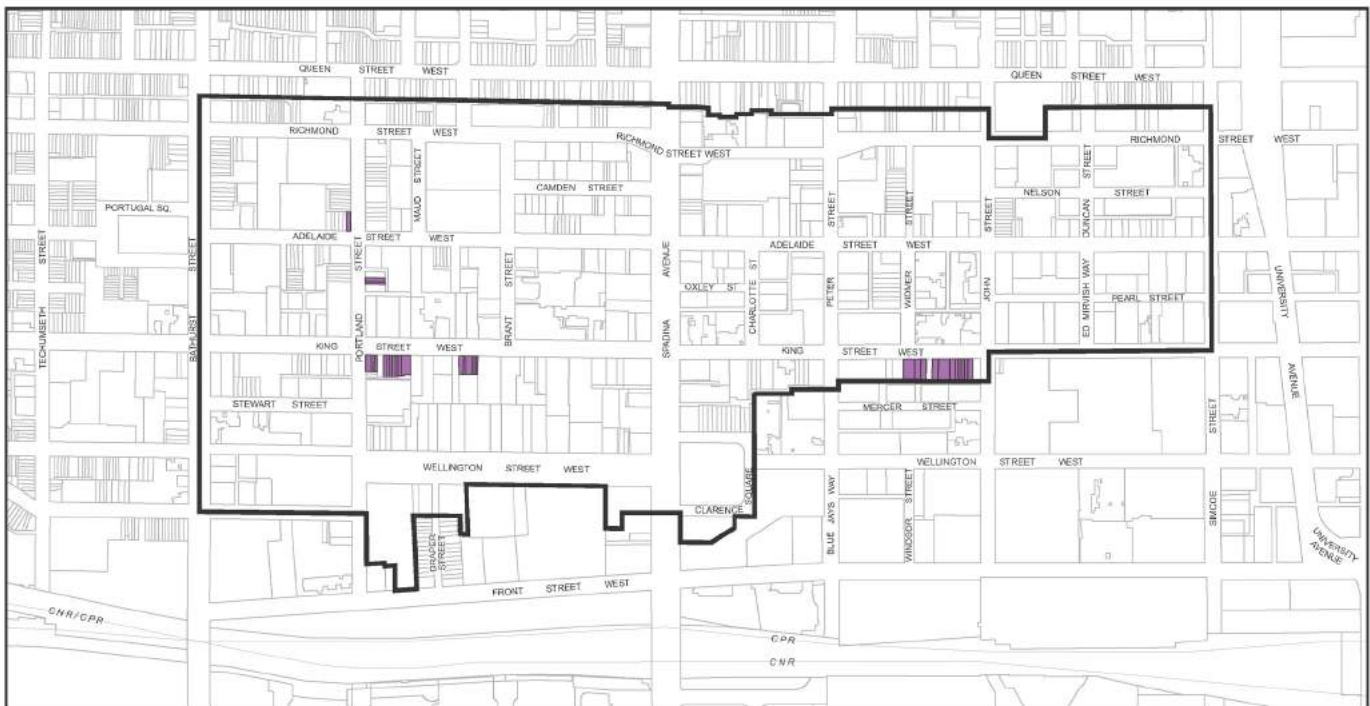 QUEEN STREET WEST
QUEEN STREET WEST
RICHMOND STREET WEST
RICHMOND STREET WEST
RICHMOND STREET WEST
MAUD STREET
CAMDEN STREET
NELSON STREET
DUNCAN STREET
PORTUGAL SQ.
ADELAIDE STREET WEST
ADELAIDE STREET WEST
TECHUMSETH STREET
BATHURST STREET
PORTLAND STREET
BRANT STREET
SPADINA AVENUE
OXLEY ST
CHARLOTTE ST
PETER STREET
WIDMER STREET
JOHN STREET
ED MIRVISH WAY
PEARL STREET
UNIVERSITY AVENUE
KING STREET WEST
KING STREET WEST
STEWART STREET
MERCER STREET
SIMCOE STREET
WELLINGTON STREET WEST
WELLINGTON STREET WEST
CLARENCE SQUARE
BLUE JAYS WAY
WINDSOR STREET
DRAPER STREET
UNIVERSITY AVENUE
FRONT STREET WEST
CNR/CPR
CPR
CNR